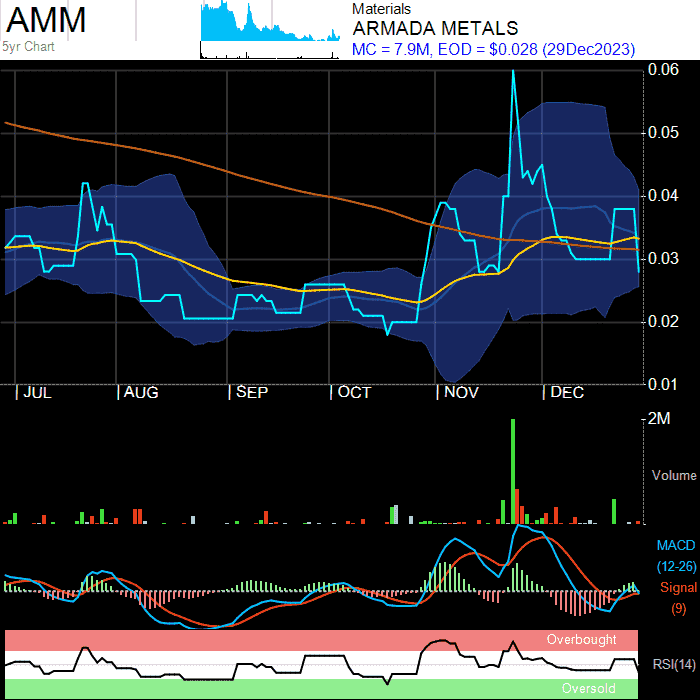 AMM
5yr Chart
Materials
ARMADA METALS
MC = 7.9M, EOD = $0.028 (29Dec2023)
0.06
0.05
0.04
0.03
0.02
0.01
JUL AUG SEP OCT NOV DEC
2M
Volume
MACD
(12-26)
Signal
(9)
Overbought
RSI(14)
Oversold